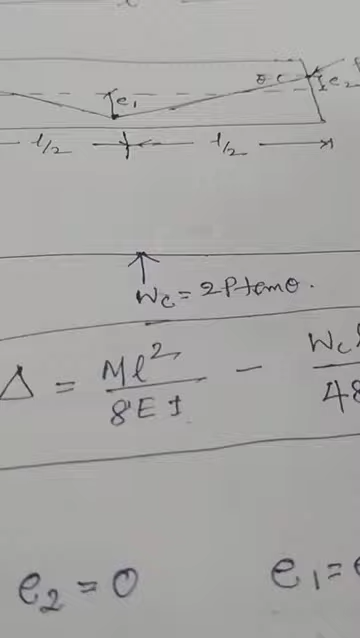 e₁ θ c e₂
l/2 l/2
W_c = 2P tan θ.
Δ = Ml²/8EI − W_c
48
e₂ = 0 e₁ =